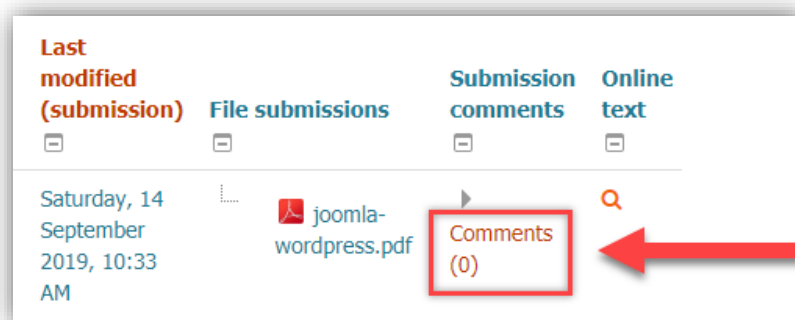 Last
modified
(submission)
File submissions
Submission
comments
Online
text
Saturday, 14
September
2019, 10:33
AM
joomla-
wordpress.pdf
Comments
(0)